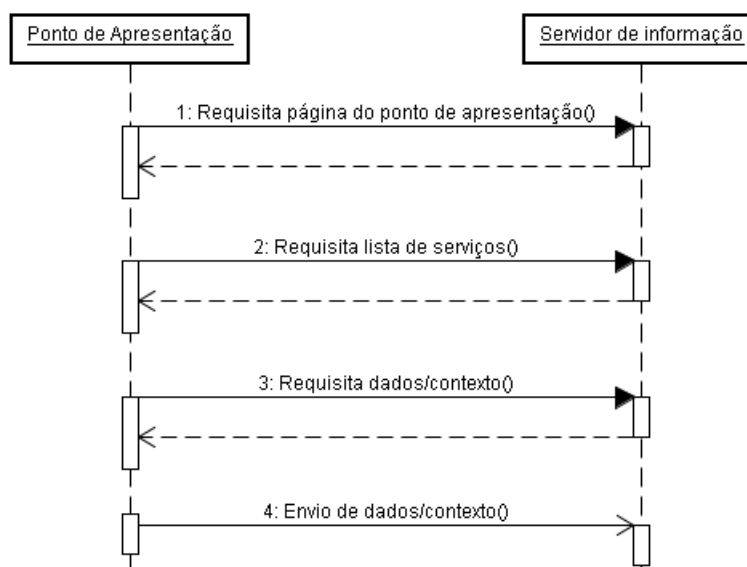 Ponto de Apresentação
Servidor de informação
1: Requisita página do ponto de apresentação()
2: Requisita lista de serviços()
3: Requisita dados/contexto()
4: Envio de dados/contexto()